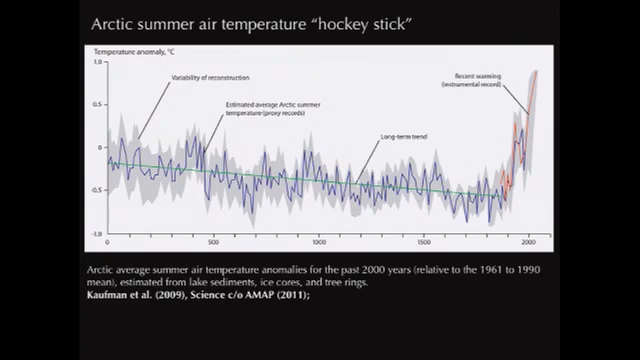 Arctic summer air temperature “hockey stick”
Temperature anomaly, °C
1.0
Variability of reconstruction
Recent warming
(instrumental record)
0.5
Estimated average Arctic summer
temperature (proxy records)
Long-term trend
0
-0.5
-1.0
0
500
1000
1500
2000
Arctic average summer air temperature anomalies for the past 2000 years (relative to the 1961 to 1990
mean), estimated from lake sediments, ice cores, and tree rings.
Kaufman et al. (2009), Science c/o AMAP (2011);